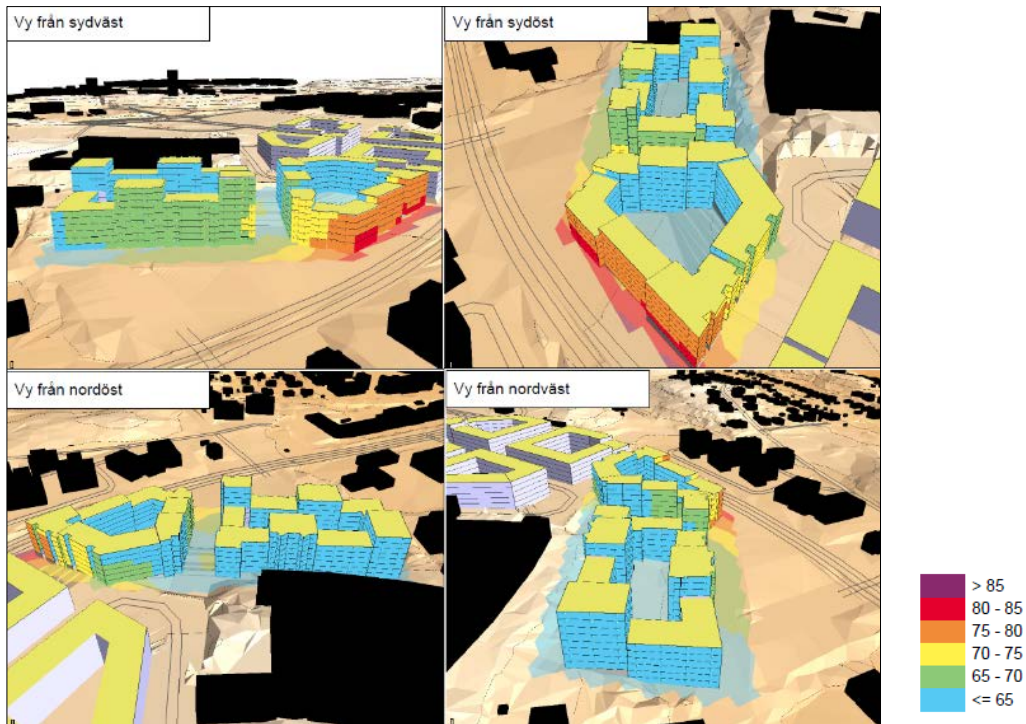 Vy från sydväst
Vy från sydöst
Vy från nordöst
Vy från nordväst
> 85
80 - 85
75 - 80
70 - 75
65 - 70
<= 65